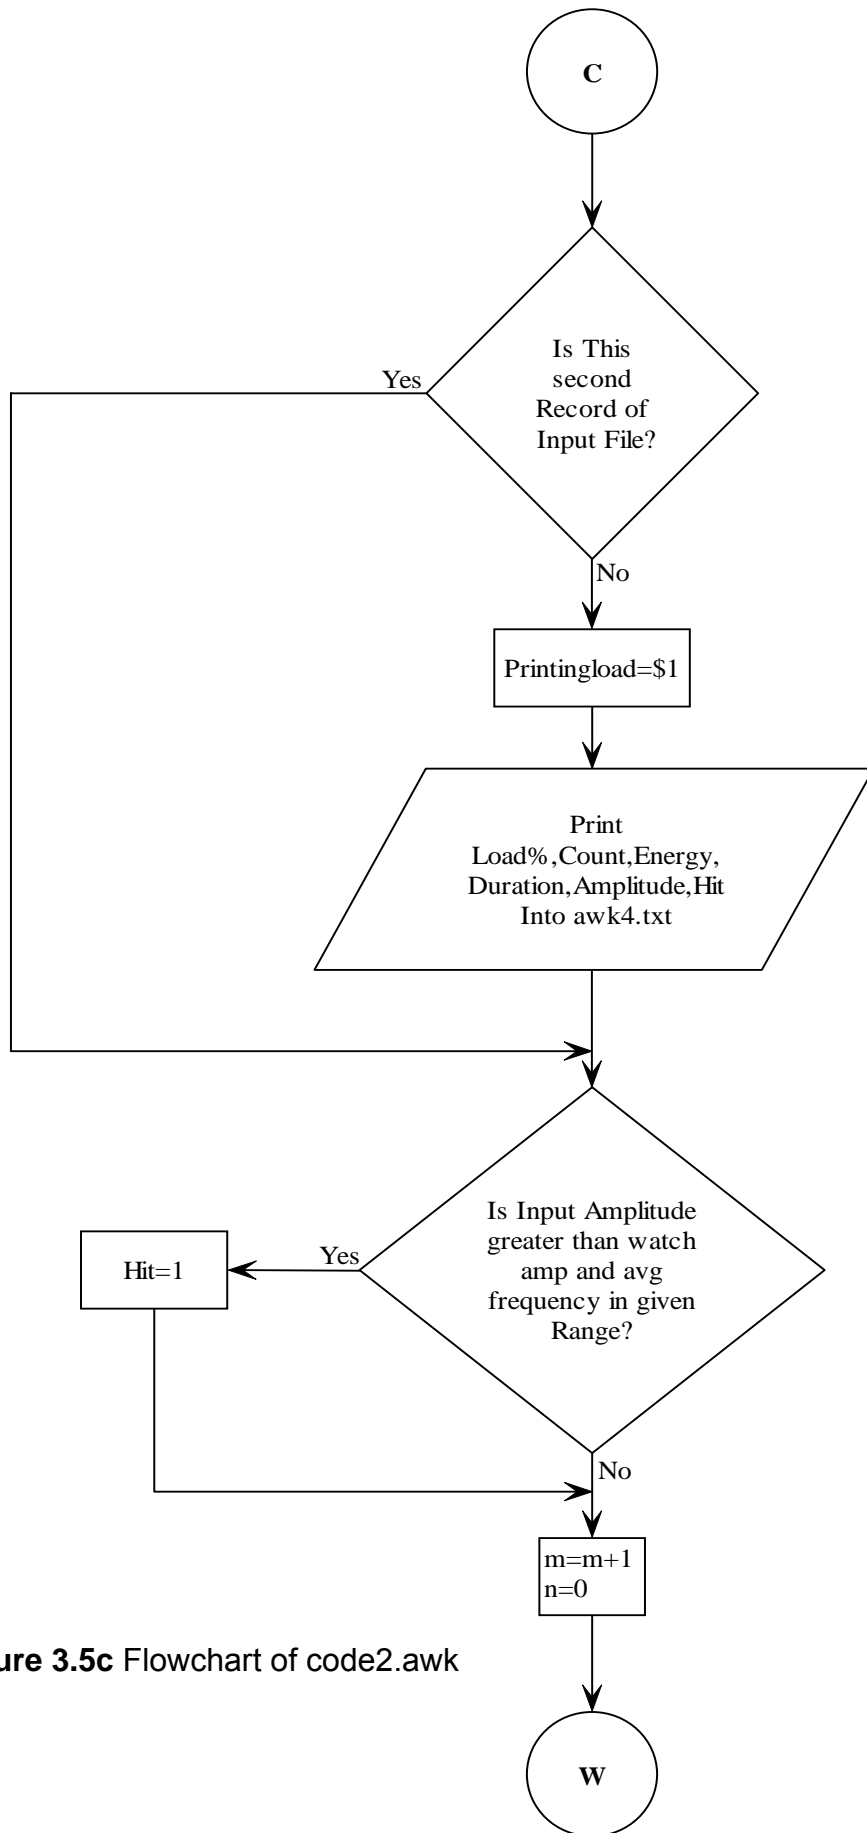 C
Is This
second
Record of
Input File?
Yes
No
Printingload=$1
Print
Load%,Count,Energy,
Duration,Amplitude,Hit
Into awk4.txt
Is Input Amplitude
greater than watch
amp and avg
frequency in given
Range?
Yes
Hit=1
No
m=m+1
n=0
ure 3.5c Flowchart of code2.awk
W